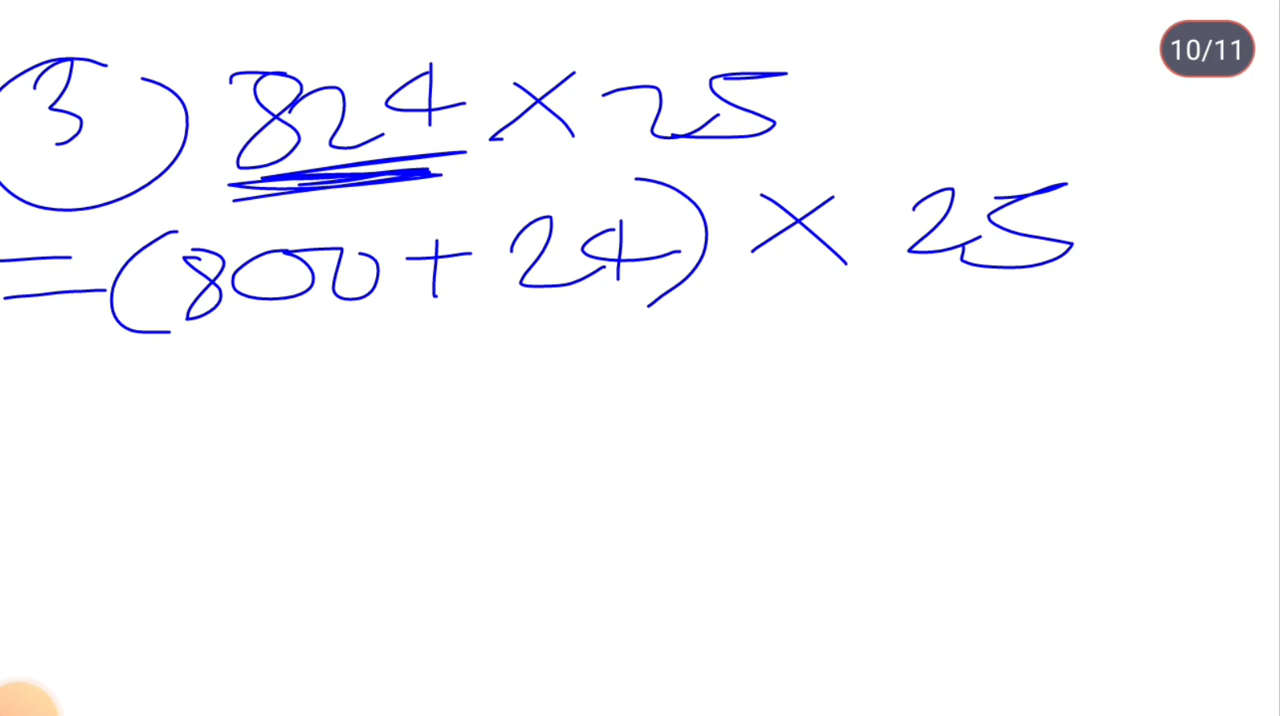 10/11
3) 824 × 25
= (800 + 24) × 25